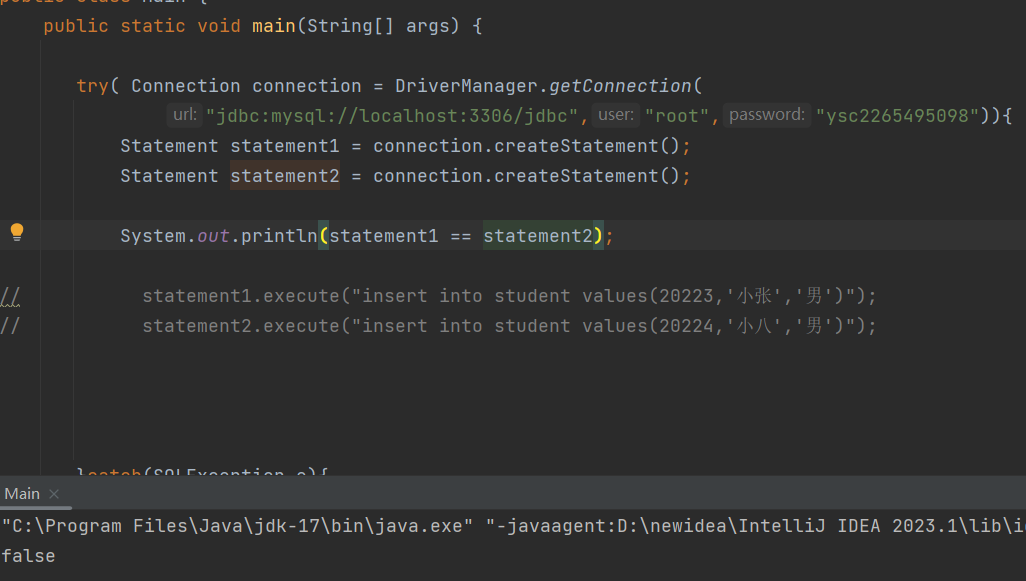 public class Main {
public static void main(String[] args) {
try( Connection connection = DriverManager.getConnection(
url: "jdbc:mysql://localhost:3306/jdbc", user: "root", password: "ysc2265495098")){
Statement statement1 = connection.createStatement();
Statement statement2 = connection.createStatement();
System.out.println(statement1 == statement2);
// statement1.execute("insert into student values(20223,'小张','男')");
// statement2.execute("insert into student values(20224,'小八','男')");
}catch(SQLException e){
Main
"C:\Program Files\Java\jdk-17\bin\java.exe" "-javaagent:D:\newidea\IntelliJ IDEA 2023.1\lib\i
false